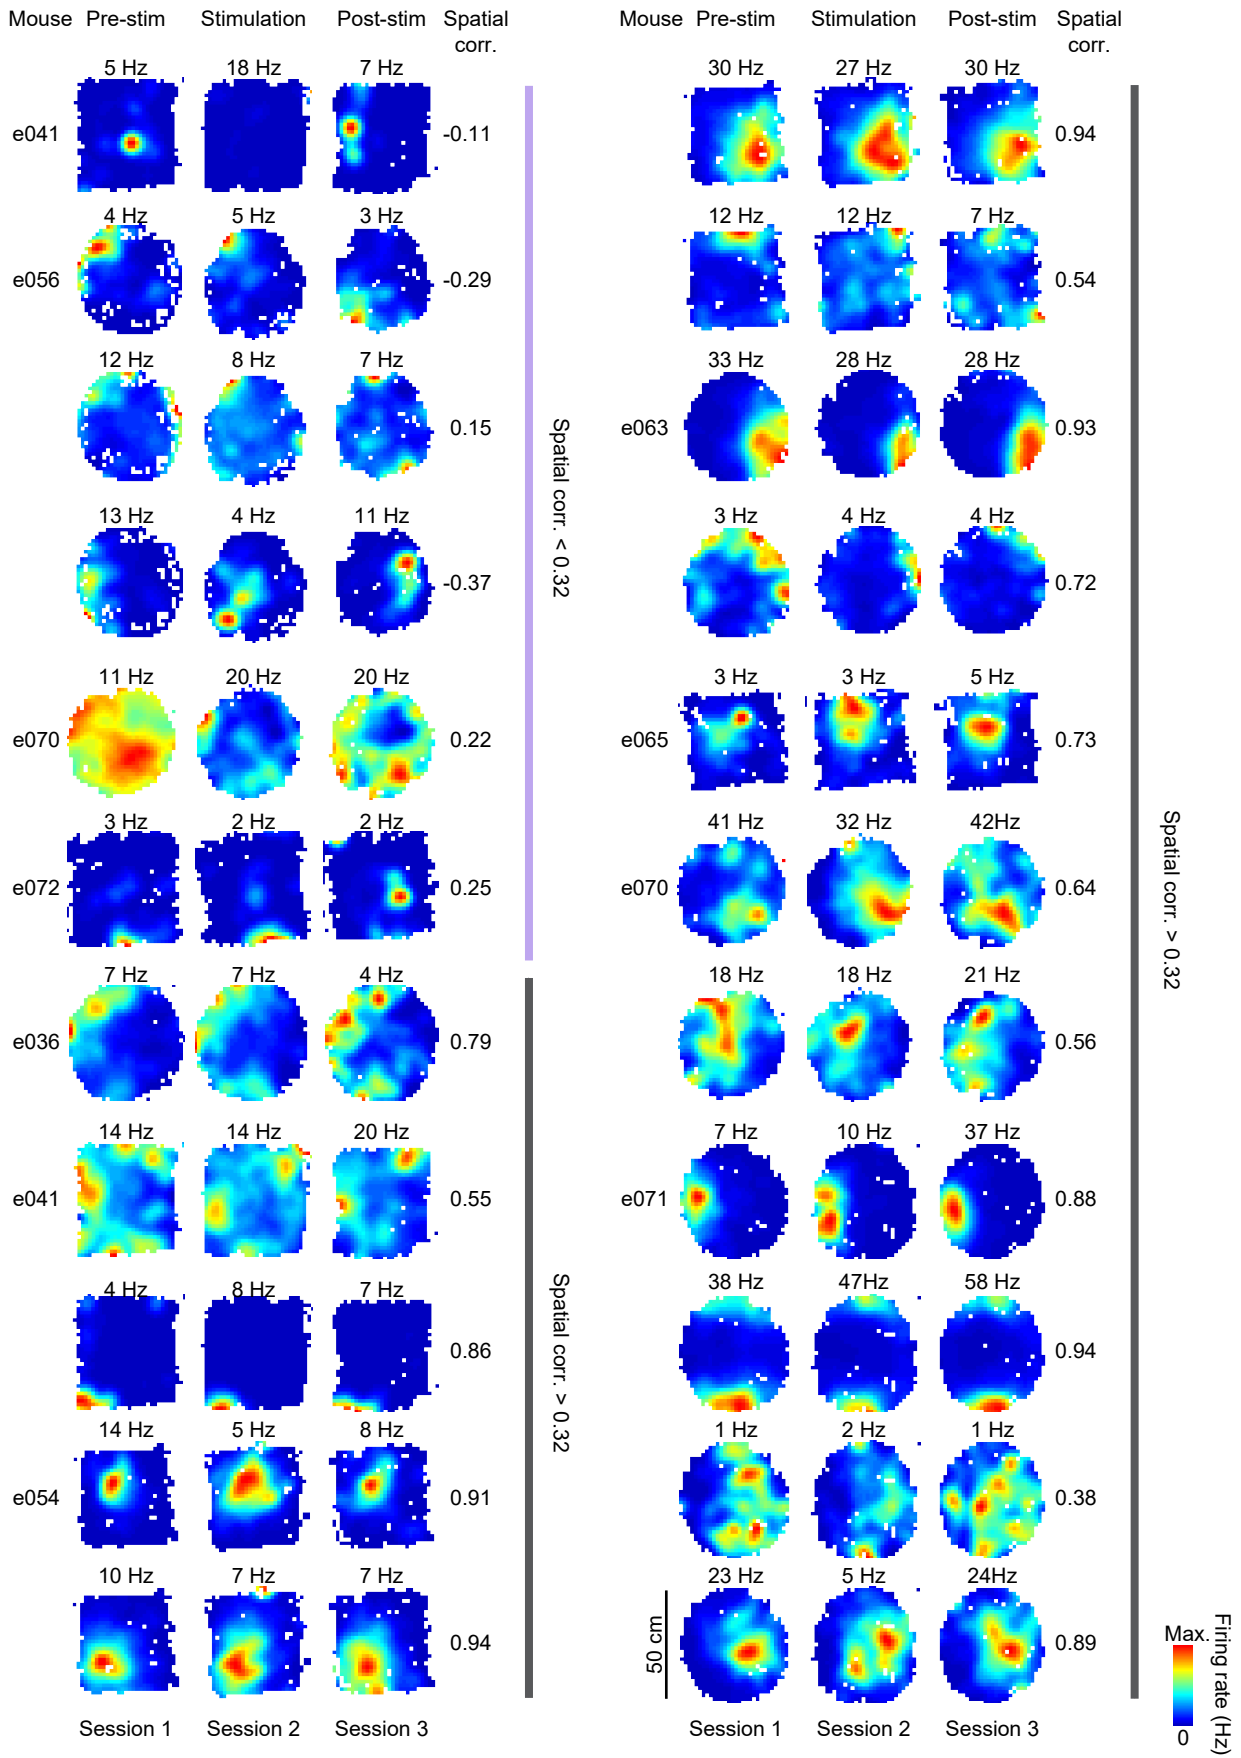 Mouse Pre-stim Stimulation Post-stim Spatial corr.
5 Hz 18 Hz 7 Hz
e041 -0.11
4 Hz 5 Hz 3 Hz
e056 -0.29
12 Hz 8 Hz 7 Hz
0.15
13 Hz 4 Hz 11 Hz
-0.37
11 Hz 20 Hz 20 Hz
e070 0.22
3 Hz 2 Hz 2 Hz
e072 0.25
Spatial corr. < 0.32
7 Hz 7 Hz 4 Hz
e036 0.79
14 Hz 14 Hz 20 Hz
e041 0.55
4 Hz 8 Hz 7 Hz
0.86
14 Hz 5 Hz 8 Hz
e054 0.91
10 Hz 7 Hz 7 Hz
0.94
Spatial corr. > 0.32
Session 1 Session 2 Session 3
Mouse Pre-stim Stimulation Post-stim Spatial corr.
30 Hz 27 Hz 30 Hz
0.94
12 Hz 12 Hz 7 Hz
0.54
33 Hz 28 Hz 28 Hz
e063 0.93
3 Hz 4 Hz 4 Hz
0.72
3 Hz 3 Hz 5 Hz
e065 0.73
41 Hz 32 Hz 42Hz
e070 0.64
18 Hz 18 Hz 21 Hz
0.56
7 Hz 10 Hz 37 Hz
e071 0.88
38 Hz 47Hz 58 Hz
0.94
1 Hz 2 Hz 1 Hz
0.38
23 Hz 5 Hz 24Hz
0.89
50 cm
Spatial corr. > 0.32
Session 1 Session 2 Session 3
Max.
0
Firing rate (Hz)